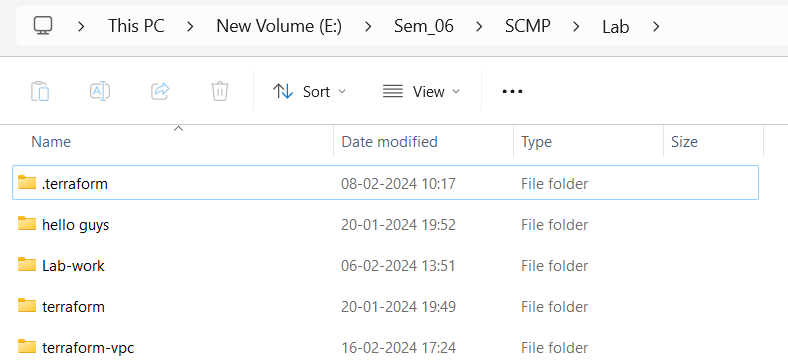 This PC > New Volume (E:) > Sem_06 > SCMP > Lab >
Sort View
Name Date modified Type Size
.terraform 08-02-2024 10:17 File folder
hello guys 20-01-2024 19:52 File folder
Lab-work 06-02-2024 13:51 File folder
terraform 20-01-2024 19:49 File folder
terraform-vpc 16-02-2024 17:24 File folder